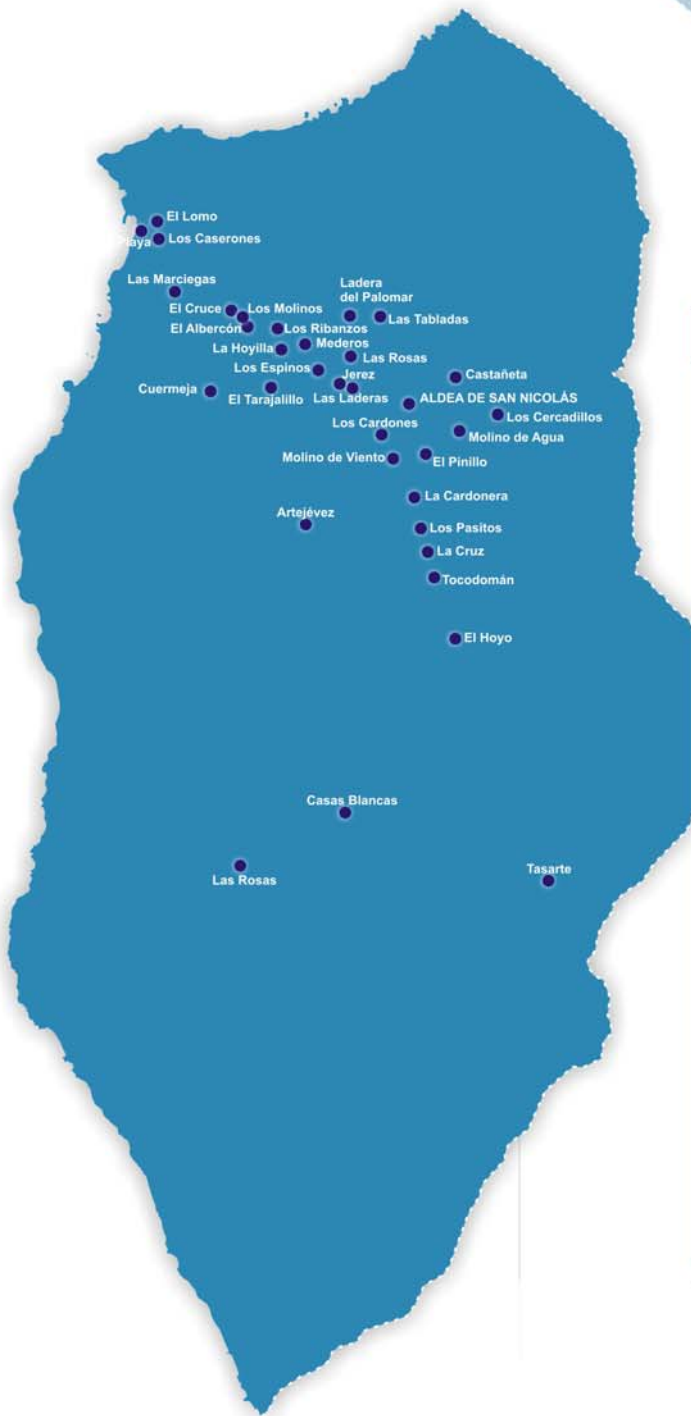 El Lomo
Playa
Los Caserones
Las Marciegas
Ladera
del Palomar
El Cruce
Los Molinos
Las Tabladas
El Albercón
Los Ribanzos
La Hoyilla
Mederos
Las Rosas
Los Espinos
Jerez
Castañeta
Cuermeja
El Tarajalillo
Las Laderas
ALDEA DE SAN NICOLÁS
Los Cercadillos
Los Cardones
Molino de Agua
Molino de Viento
El Pinillo
La Cardonera
Artejévez
Los Pasitos
La Cruz
Tocodomán
El Hoyo
Casas Blancas
Las Rosas
Tasarte